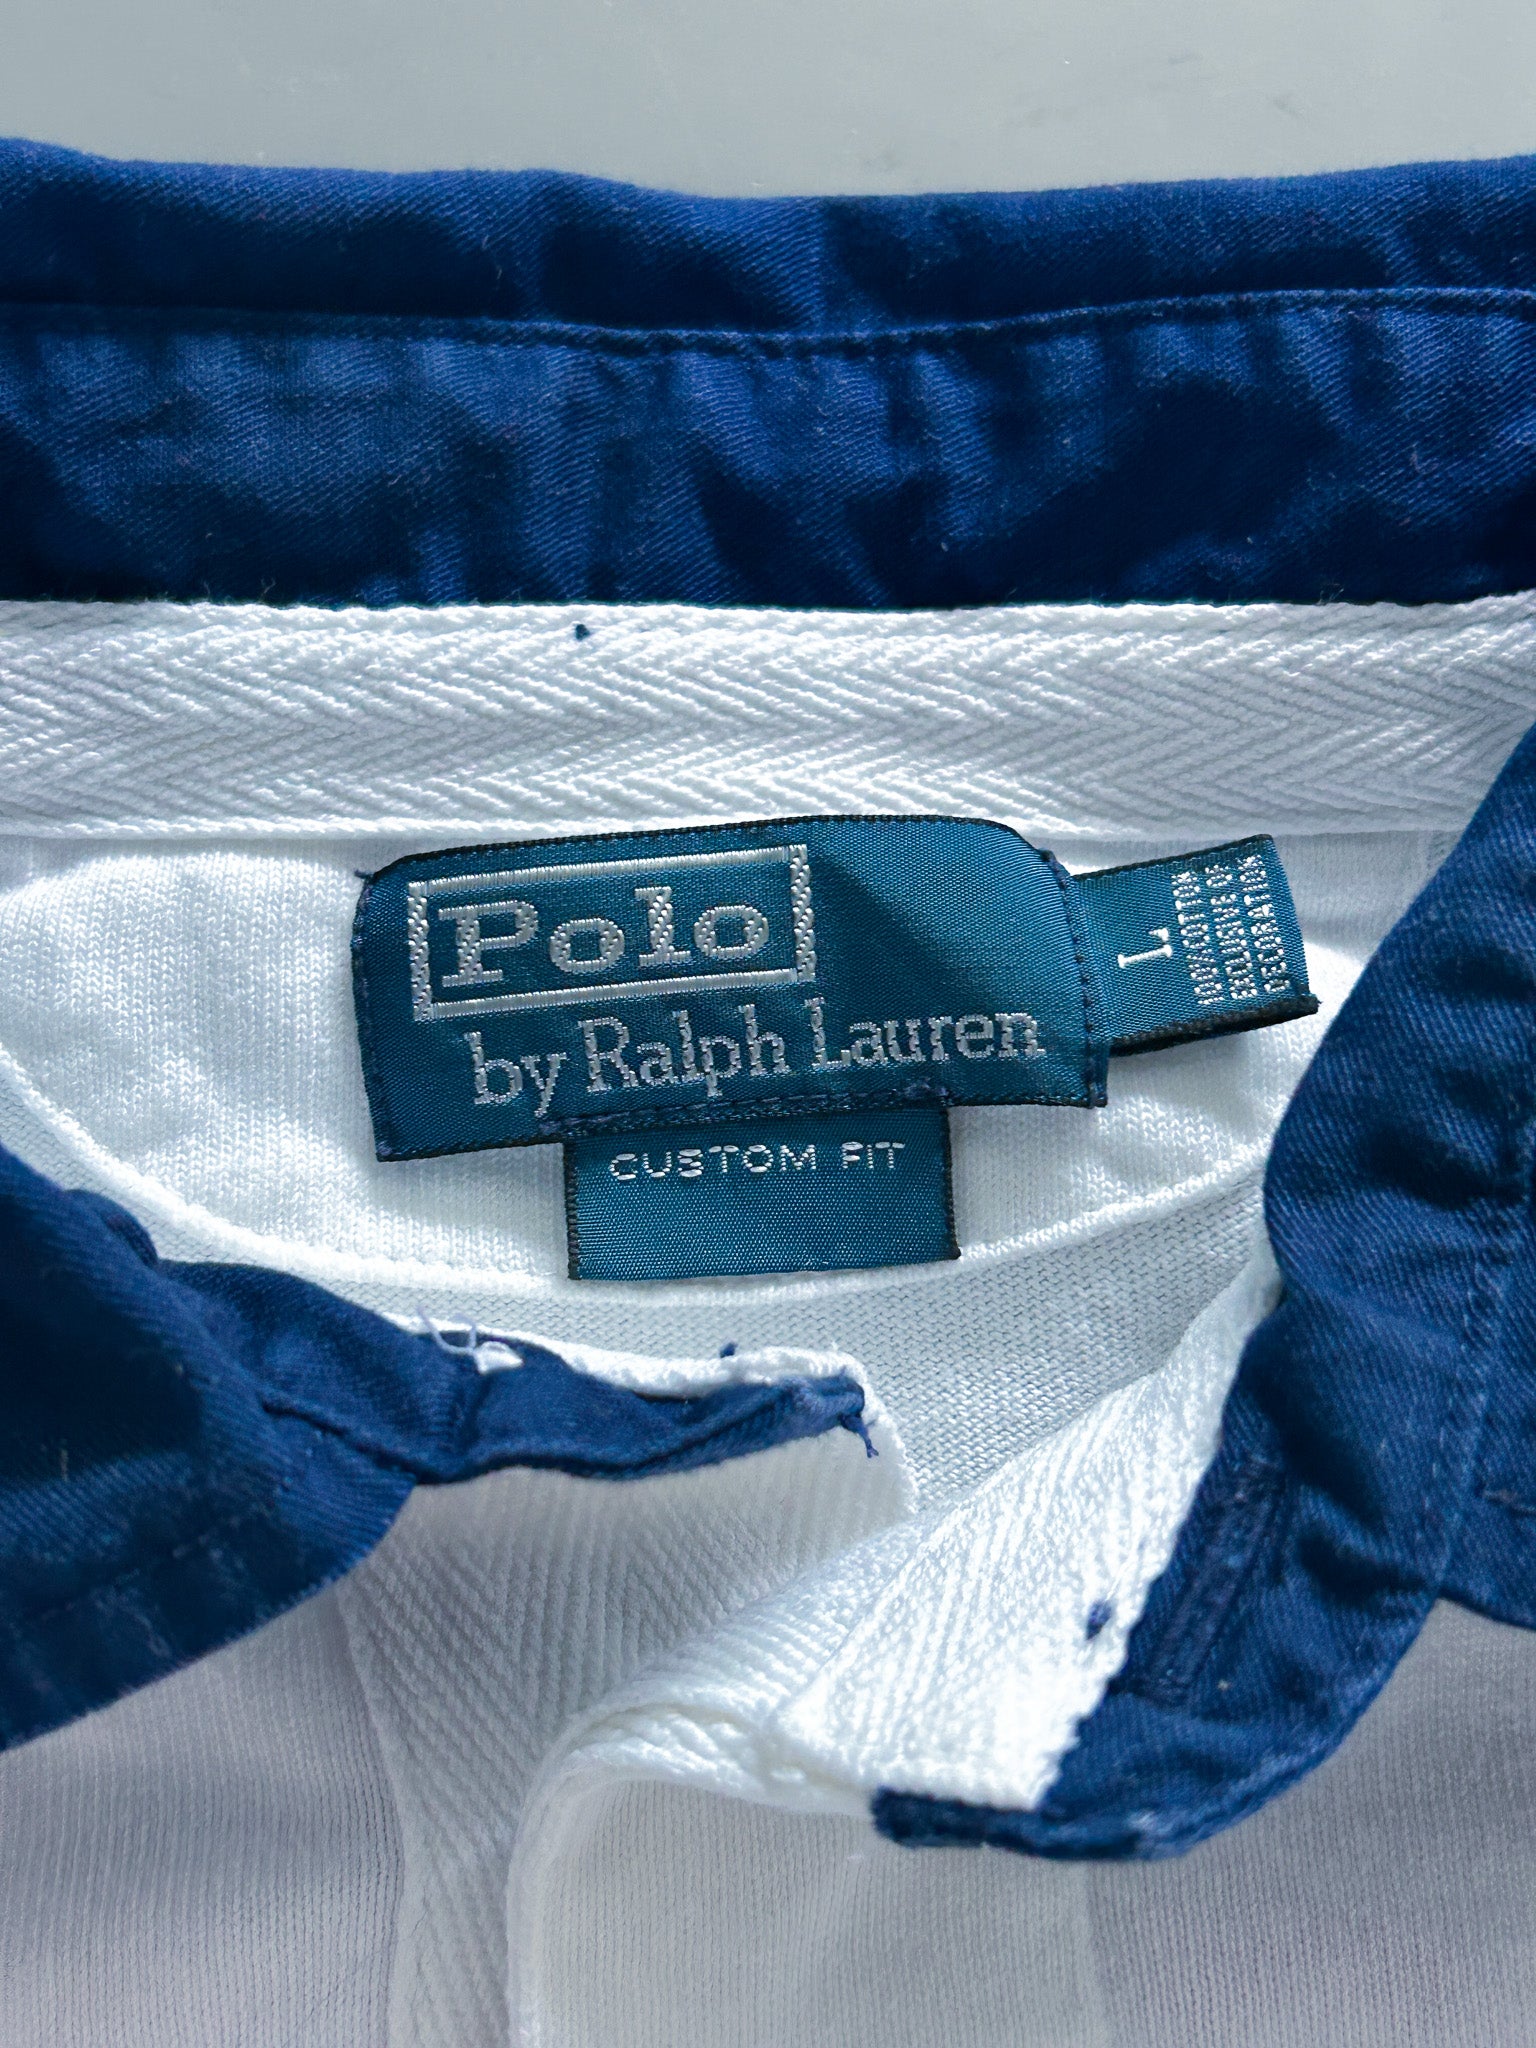 Polo
by Ralph Lauren
CUSTOM FIT
L
100% COTTON
EXCLUSIVE OF
DECORATION